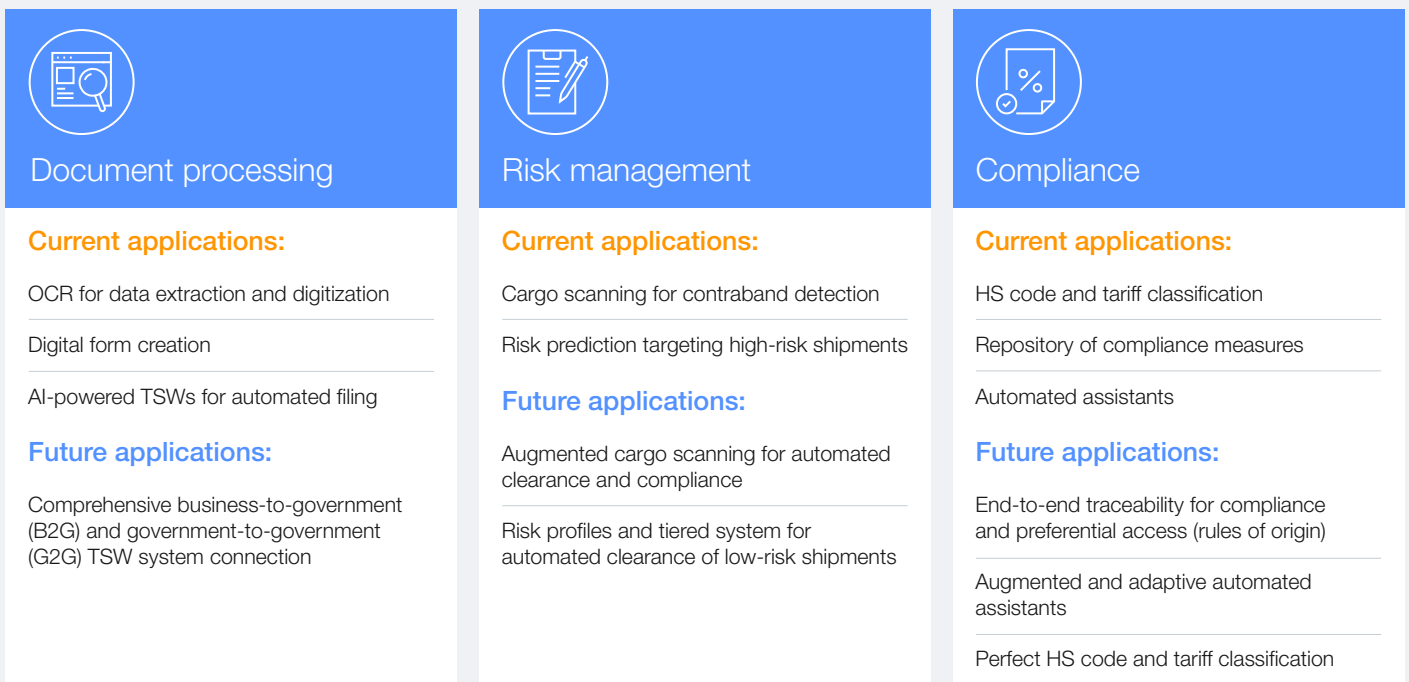 Document processing
Current applications:
OCR for data extraction and digitization
Digital form creation
AI-powered TSWs for automated filing
Future applications:
Comprehensive business-to-government
(B2G) and government-to-government
(G2G) TSW system connection
Risk management
Current applications:
Cargo scanning for contraband detection
Risk prediction targeting high-risk shipments
Future applications:
Augmented cargo scanning for automated
clearance and compliance
Risk profiles and tiered system for
automated clearance of low-risk shipments
%
Compliance
Current applications:
HS code and tariff classification
Repository of compliance measures
Automated assistants
Future applications:
End-to-end traceability for compliance
and preferential access (rules of origin)
Augmented and adaptive automated
assistants
Perfect HS code and tariff classification